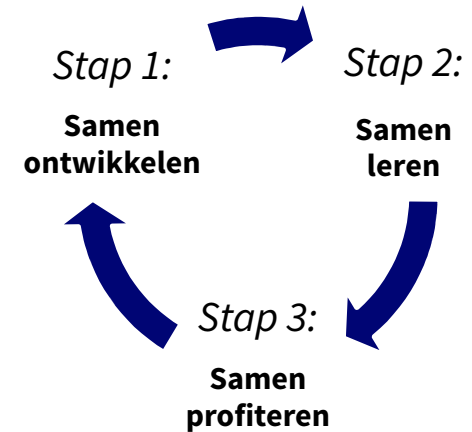 Stap 1:
Samen
ontwikkelen
Stap 2:
Samen
leren
Stap 3:
Samen
profiteren